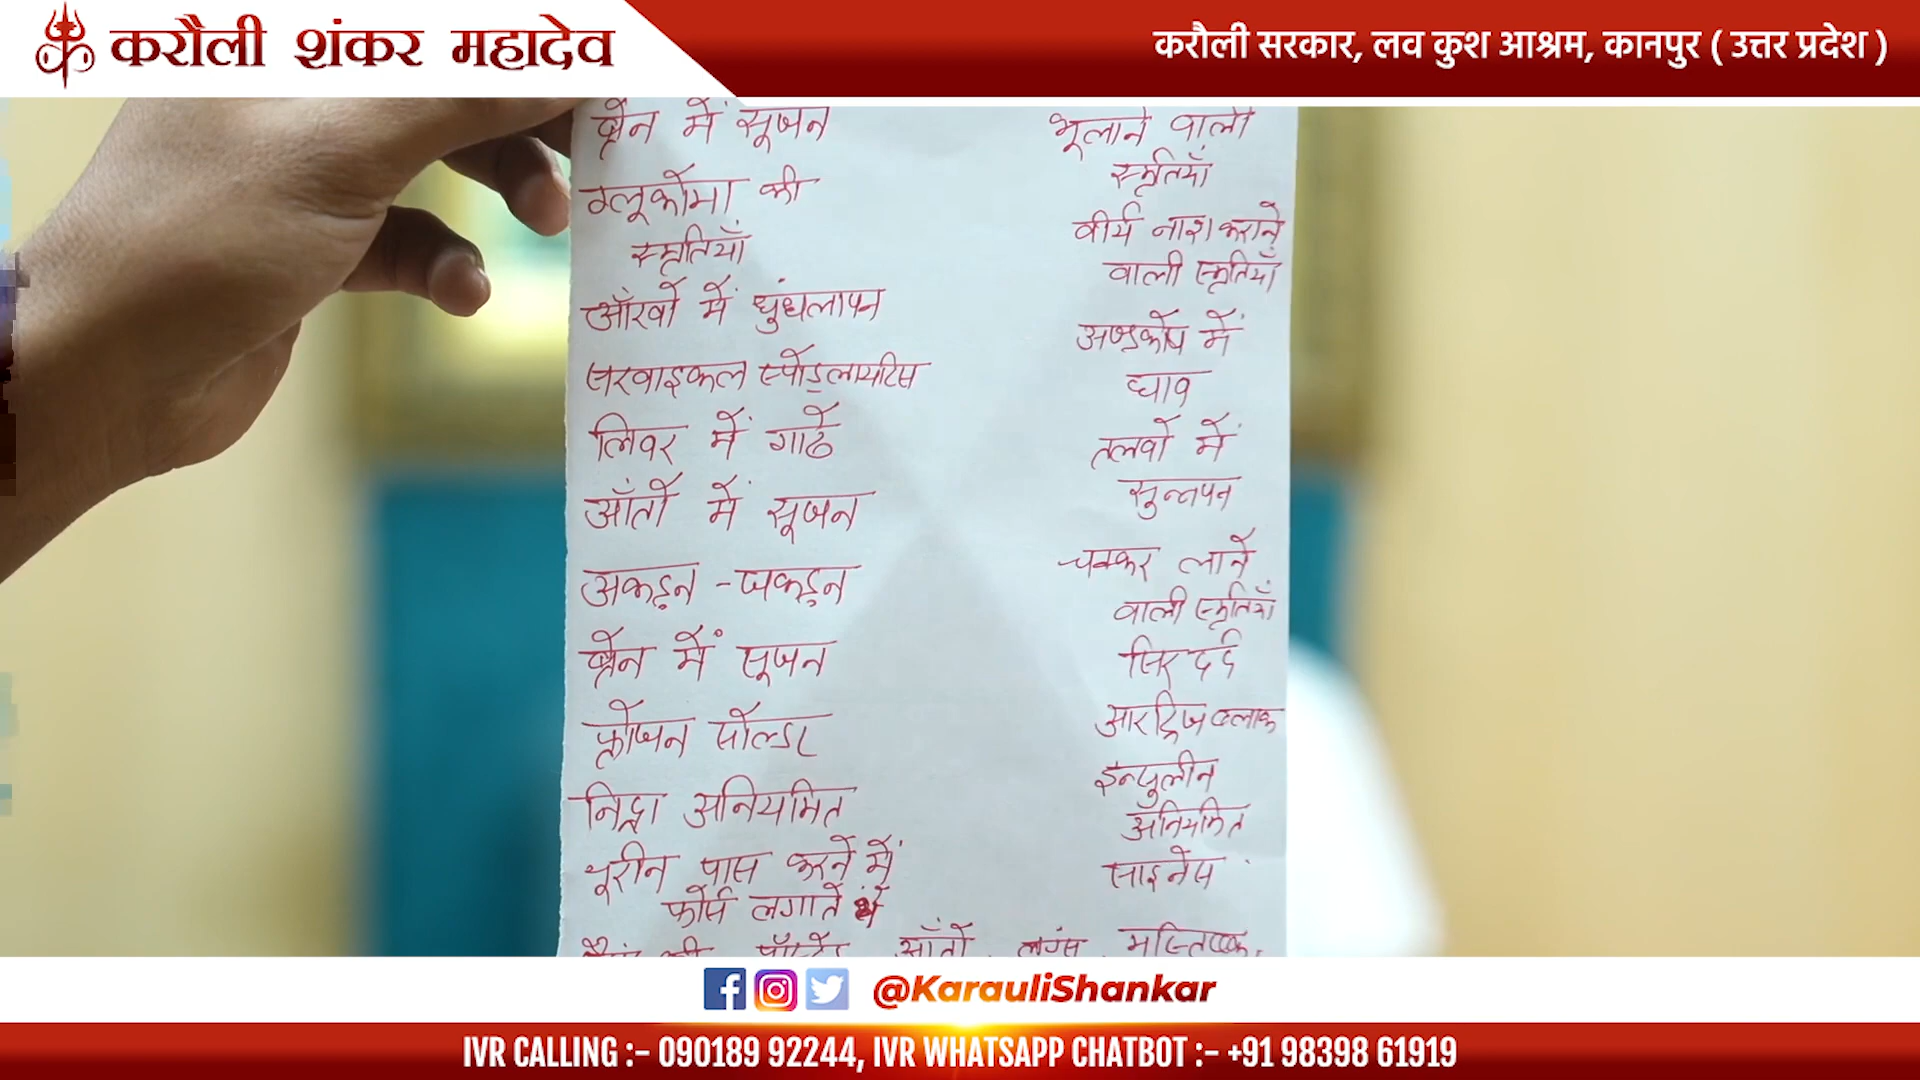 करौली शंकर महादेव
करौली सरकार, लव कुश आश्रम, कानपुर ( उत्तर प्रदेश )
ब्रेन में सूजन
ग्लूकोमा की
स्मृतियाँ
आँखों में धुंधलापन
सरवाइकल स्पोंड्लायटिस
लिवर में गाठें
आँतों में सूजन
अकड़न - जकड़न
ब्रेन में सूजन
फ्रोजन सोल्डर
निद्रा अनियमित
यूरीन पास करने में
फोर्स लगाते थे
भूलाने वाली
स्मृतियाँ
वीर्य नाश कराने
वाली स्मृतियाँ
अण्डकोष में
घाव
तलवों में
सुन्नपन
चक्कर लाने
वाली स्मृतियाँ
सिर दर्द
आरट्रिज ब्लाक
इन्सुलीन
अनियमित
साइनेस
आँतों, लंग्स, मस्तिष्क,
@KarauliShankar
IVR CALLING :- 090189 92244, IVR WHATSAPP CHATBOT :- +91 98398 61919